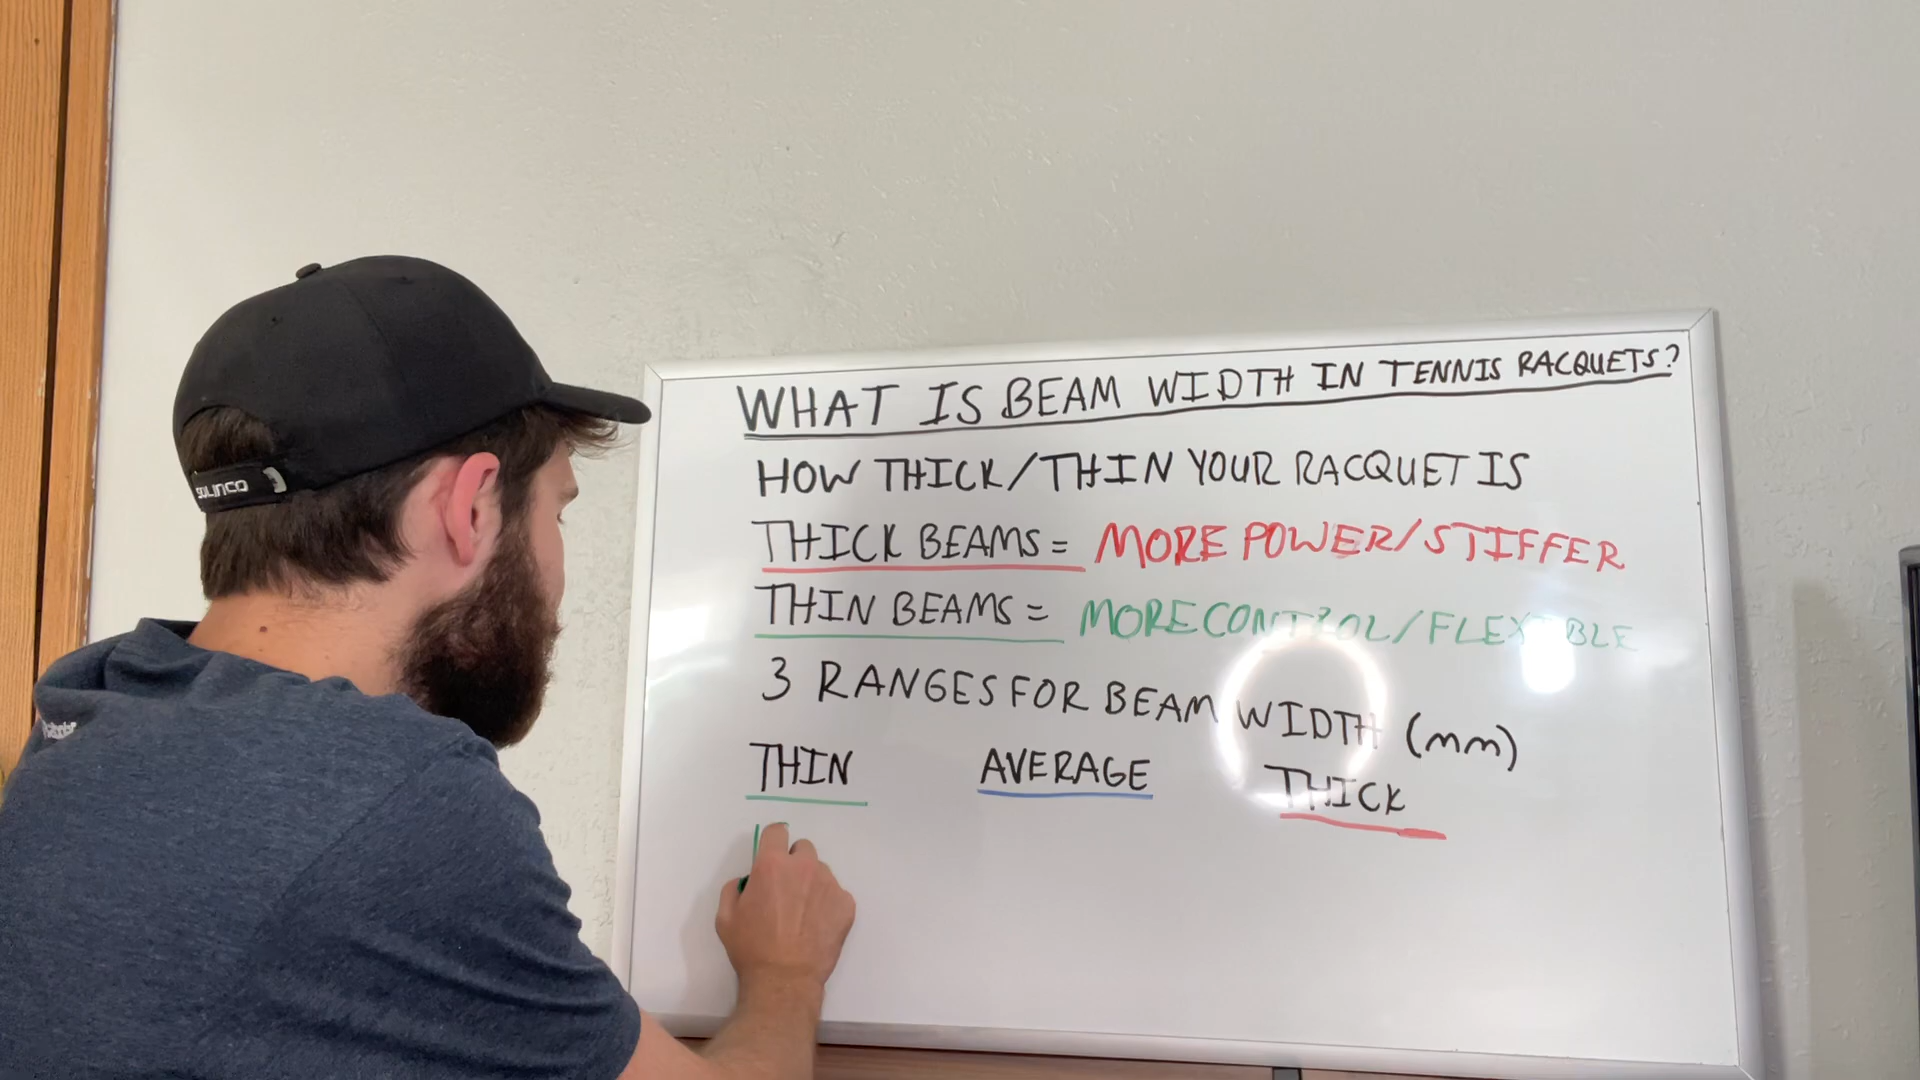 WHAT IS BEAM WIDTH IN TENNIS RACQUETS?
HOW THICK/THIN YOUR RACQUET IS
THICK BEAMS = MORE POWER/STIFFER
THIN BEAMS = MORE CONTROL/FLEXIBLE
3 RANGES FOR BEAM WIDTH (mm)
THIN AVERAGE THICK
SOLINCO